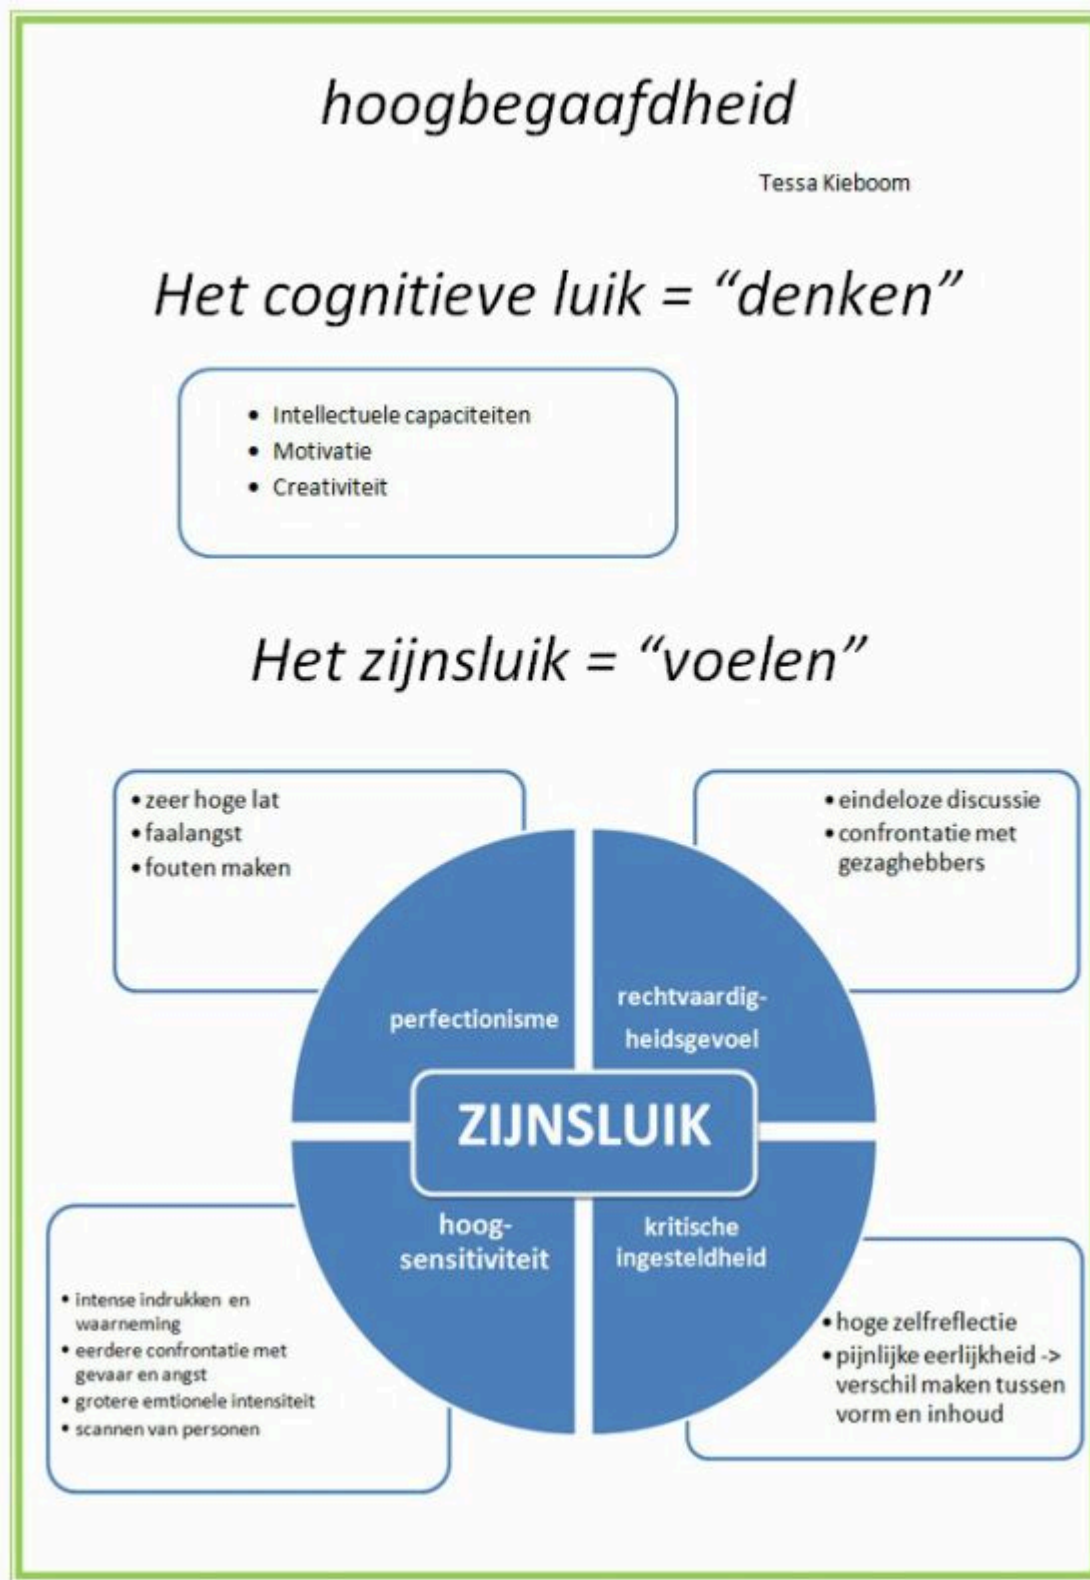 hoogbegaafdheid
Tessa Kieboom
Het cognitieve luik = “denken”
• Intellectuele capaciteiten
• Motivatie
• Creativiteit
Het zijnsluik = “voelen”
• zeer hoge lat
• faalangst
• fouten maken
• eindeloze discussie
• confrontatie met
gezaghebbers
perfectionisme
rechtvaardig-
heidsgevoel
ZIJNSLUIK
hoog-
sensitiviteit
kritische
ingesteldheid
• intense indrukken en
waarneming
• eerdere confrontatie met
gevaar en angst
• grotere emtionele intensiteit
• scannen van personen
• hoge zelfreflectie
• pijnlijke eerlijkheid ->
verschil maken tussen
vorm en inhoud